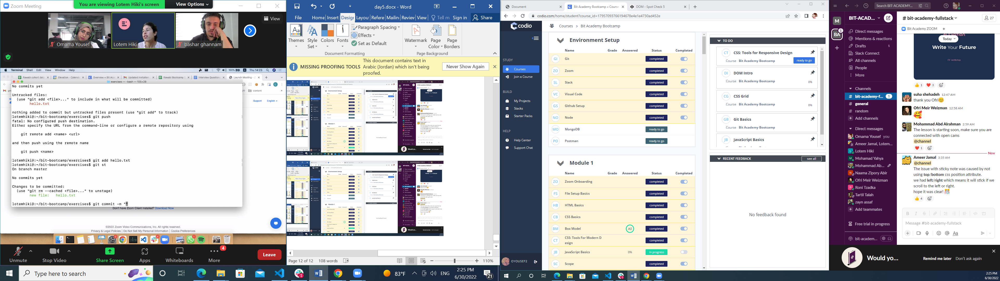 Zoom Meeting
You are viewing Lotem Hiki's screen
View Options
View
Omama Yousef
Lotem Hiki
bashar ghannam
Terminal Shell Edit View Window Help
100%
Thu 14:23
Rawabi cohort data
Elevation - Calenda
Overview « Bit Aca
Updated invitation:
Rawabi Bootcamp
Interview Question
Launch Meeting - Z
exercises — -bash — 105×28
content
Support English
No commits yet
Untracked files:
(use "git add <file>..." to include in what will be committed)
hello.txt
nothing added to commit but untracked files present (use "git add" to track)
lotemhiki@:~/bit-bootcamp/exercises$ git push
fatal: No configured push destination.
Either specify the URL from the command-line or configure a remote repository using
git remote add <name> <url>
and then push using the remote name
git push <name>
lotemhiki@:~/bit-bootcamp/exercises$ git add hello.txt
lotemhiki@:~/bit-bootcamp/exercises$ git st
On branch master
No commits yet
Changes to be committed:
(use "git rm --cached <file>..." to unstage)
new file: hello.txt
lotemhiki@:~/bit-bootcamp/exercises$ git commit -m ""
Don't have Zoom Client installed? Download Now
©2022 Zoom Video Communications, Inc. All rights reserved.
Privacy & Legal Policies | Do Not Sell My Personal Information | Cookie Preferences
Unmute
Stop Video
Share Screen
Apps
Whiteboards
More
4
Leave
Type here to search
83°F
ENG
2:25 PM
6/30/2022
21
day5.docx - Word
File Home Insert Design Layou Refere Mailin Review View Tell m Sign in Share
Themes
Style Set
Colors
Fonts
Paragraph Spacing
Effects
Set as Default
Watermark
Page Color
Page Borders
Document Formatting
Page Background
MISSING PROOFING TOOLS
This document contains text in Arabic (Jordan) which isn't being proofed.
Never Show Again
Page 12 of 12 108 words
110%
Document
Bit Academy Bootcamp « Course
DOM - Spot Check 5
codio.com/home/student?course_id=17957093766194678e4e1e4730ad452e
codio
Courses > Bit Academy Bootcamp
STUDY
Courses
Join a Course
BUILD
My Projects
Stacks
Starter Packs
HELP
Help Center
Support Chat
OYOUSEF2
Environment Setup
Name Grade Answered Status Completed
GI Git completed
ZO Zoom completed
SL Slack completed
VC Visual Code completed
GS Github Setup completed
NO Node completed
MO MongoDB ready to go
PO Postman ready to go
Module 1
Name Grade Answered Status Completed
ZO Zoom Onboarding completed
FS File Setup Basics completed
HB HTML Basics completed
CB CSS Basics completed
BM Box Model All completed
CT CSS: Tools For Modern Design completed
JB JavaScript Basics 0% in progress
SC Scope completed
TO DO
CT CSS: Tools for Responsive Design
Course Bit Academy Bootcamp ready to go
DI DOM Intro
Course Bit Academy Bootcamp 0%
CG CSS Grid
Course Bit Academy Bootcamp 0%
GB Git Basics
Course Bit Academy Bootcamp
JB JavaScript Basics
RECENT FEEDBACK
see all
No feedback found
Search BIT-ACADEMY...
M
BA
1
BIT-ACAD...
Direct messages
Mentions & reactions
Drafts 1
Slack Connect
All channels
People
More
Channels
# bit-academy-f... 1
# general
# random
Add channels
Direct messages
Omama Yousef you
Ameer Jamal, Lotem...
Lotem Hiki
Mohamad Yahya
Mohammad Ab...
Naama Zipory Abir
Ofri Meir Weizman
Roni Tzadka
Tartil Talah
zayn assaf
Add teammates
Free trial in progress
bit-academ...
# bit-academy-fullstack
27
Bit Academy ZOOM
Today
Write Your Future
1 3
suha shehadeh 12:47 AM
thank you Ofri
Ofri Meir Weizman 12:58 AM
Mohammad Abd Alrahman 2:59 AM
The lesson is starting soon, make sure you are
connected with open cams
@channel
1
New
Ameer Jamal 3:35 AM
@channel
The issue with sticky note was caused by not
using top/bottom css position attribute.
we had left/right which means it will stick if we
scroll to the left or right.
hope it was clear!
4
Message #bit-academy-fullstack
Would yo...
Remind me later Don't ask again
2:25 PM
6/30/2022